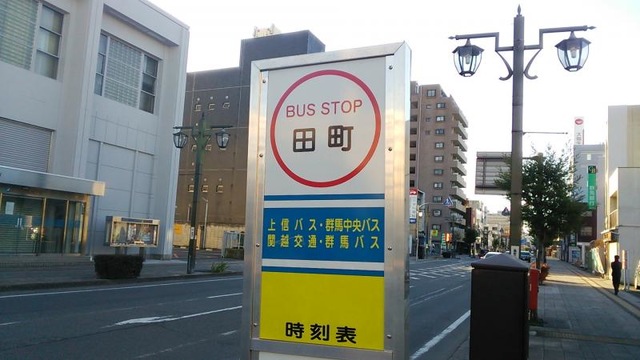 BUS STOP
田町
上信バス・群馬中央バス
関越交通・群馬バス
時刻表